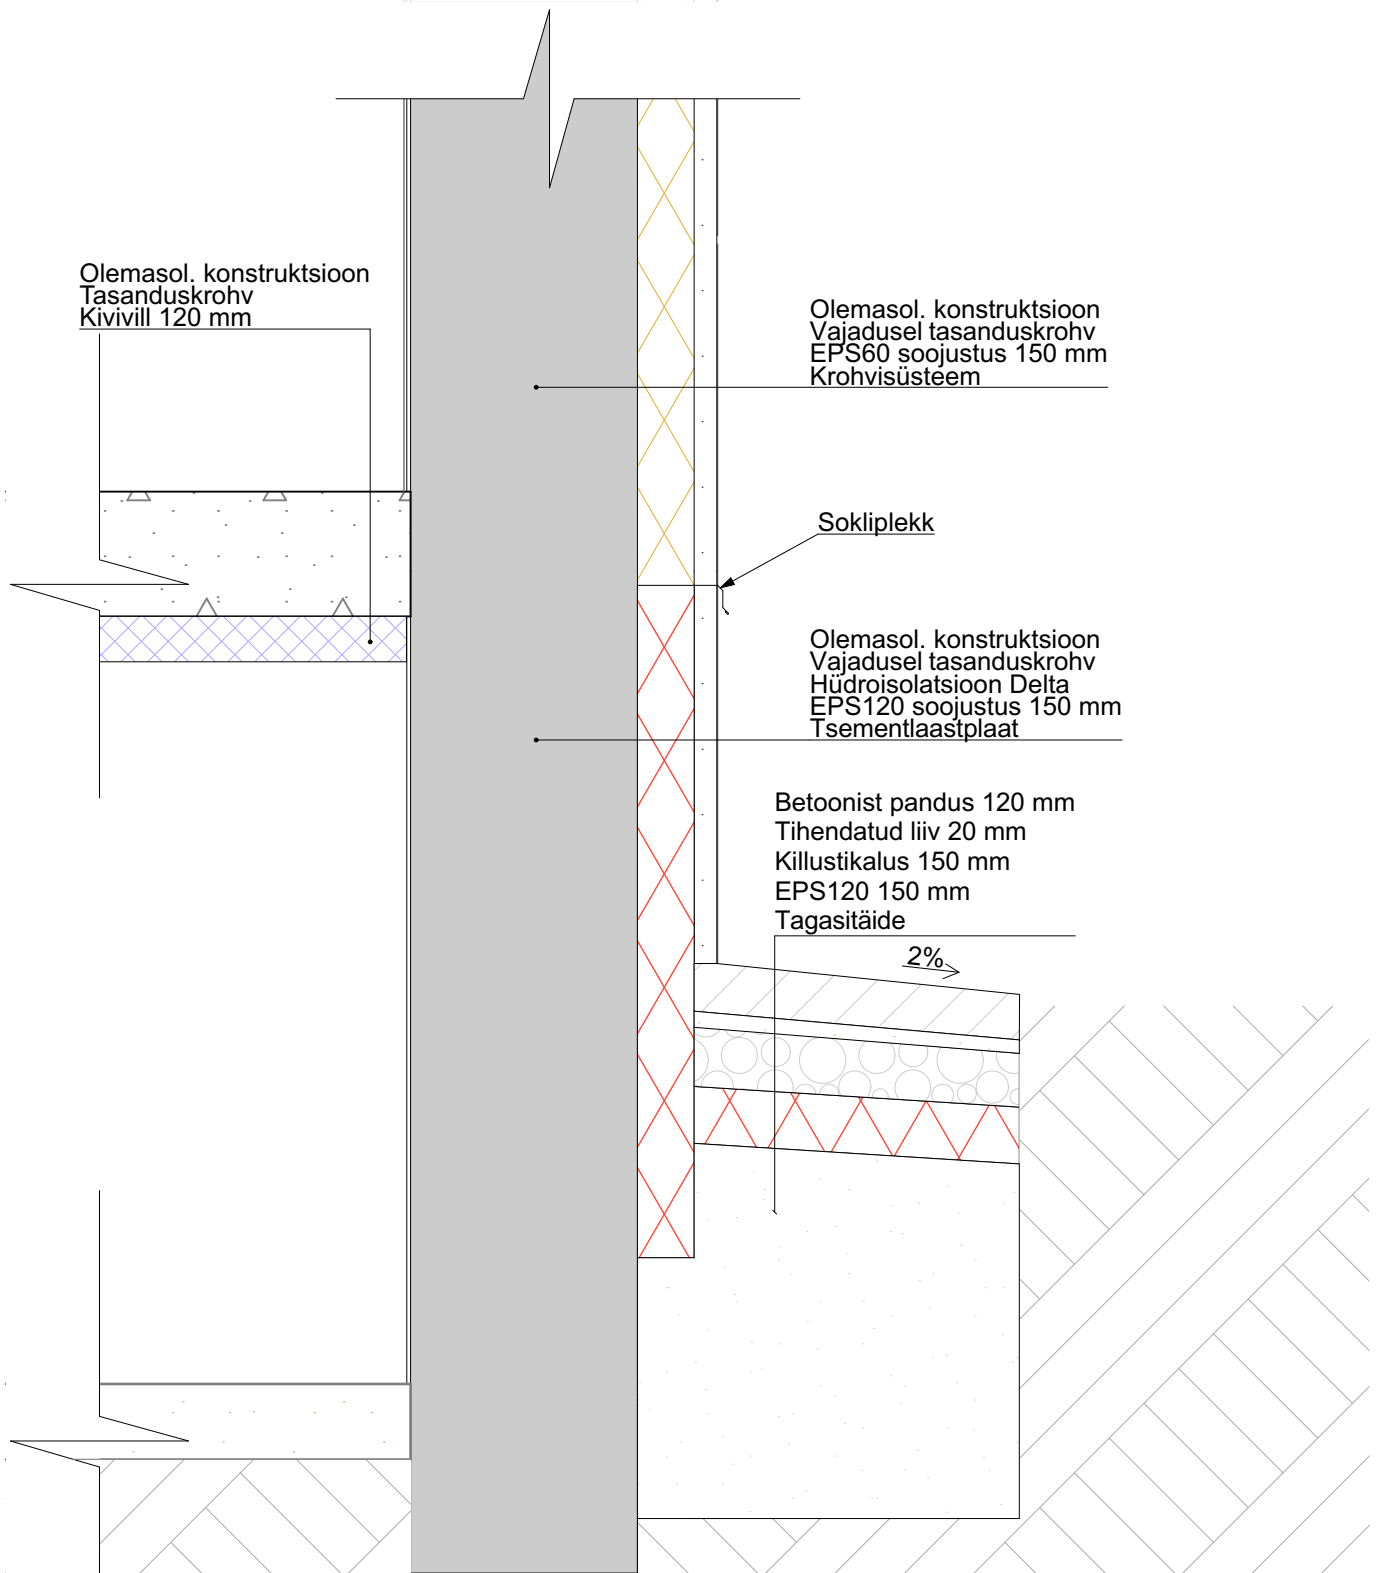 Olemasol. konstruktsioon
Tasanduskrohv
Kivivill 120 mm
Olemasol. konstruktsioon
Vajadusel tasanduskrohv
EPS60 soojustus 150 mm
Krohvisüsteem
Sokliplekk
Olemasol. konstruktsioon
Vajadusel tasanduskrohv
Hüdroisolatsioon Delta
EPS120 soojustus 150 mm
Tsementlaastplaat
Betoonist pandus 120 mm
Tihendatud liiv 20 mm
Killustikalus 150 mm
EPS120 150 mm
Tagasitäide
2%